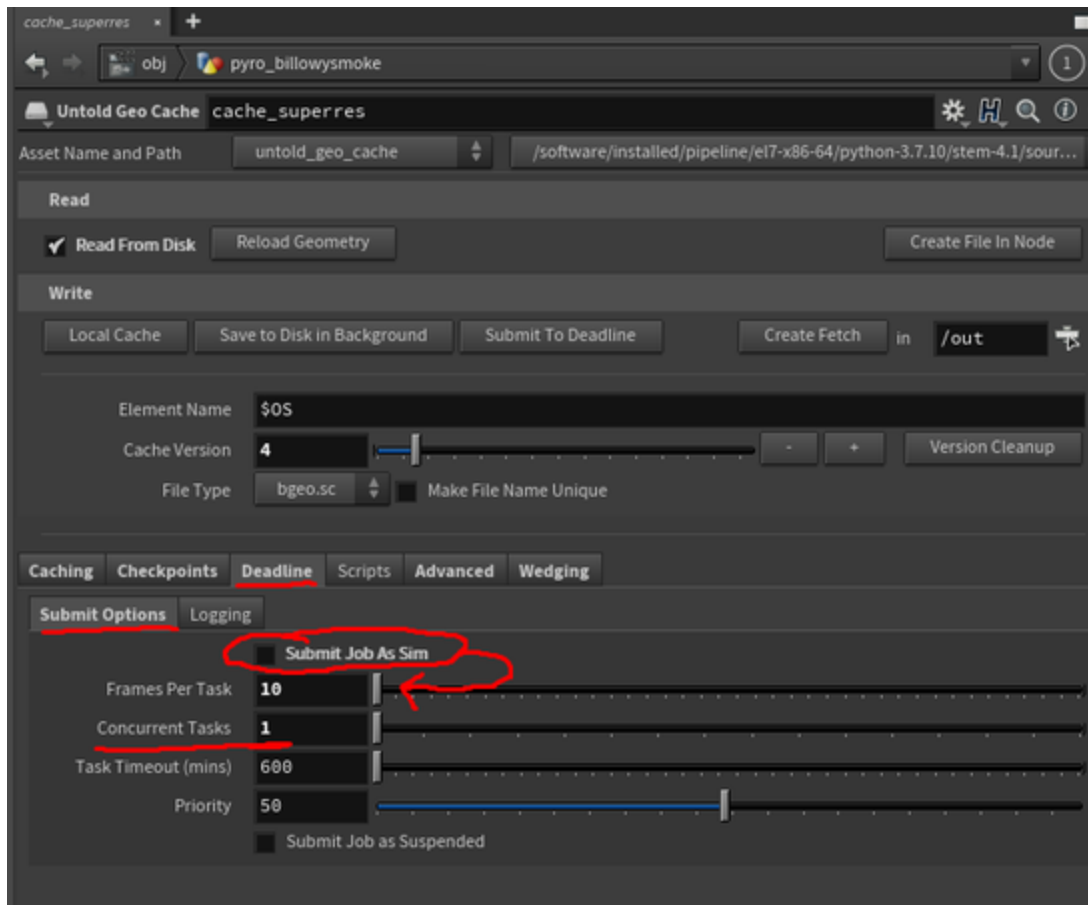 cache_superres × +
obj pyro_billowysmoke 1
Untold Geo Cache cache_superres
Asset Name and Path untold_geo_cache /software/installed/pipeline/el7-x86-64/python-3.7.10/stem-4.1/sour...
Read
Read From Disk Reload Geometry Create File In Node
Write
Local Cache Save to Disk in Background Submit To Deadline Create Fetch in /out
Element Name $OS
Cache Version 4 - + Version Cleanup
File Type bgeo.sc Make File Name Unique
Caching Checkpoints Deadline Scripts Advanced Wedging
Submit Options Logging
Submit Job As Sim
Frames Per Task 10
Concurrent Tasks 1
Task Timeout (mins) 600
Priority 50
Submit Job as Suspended